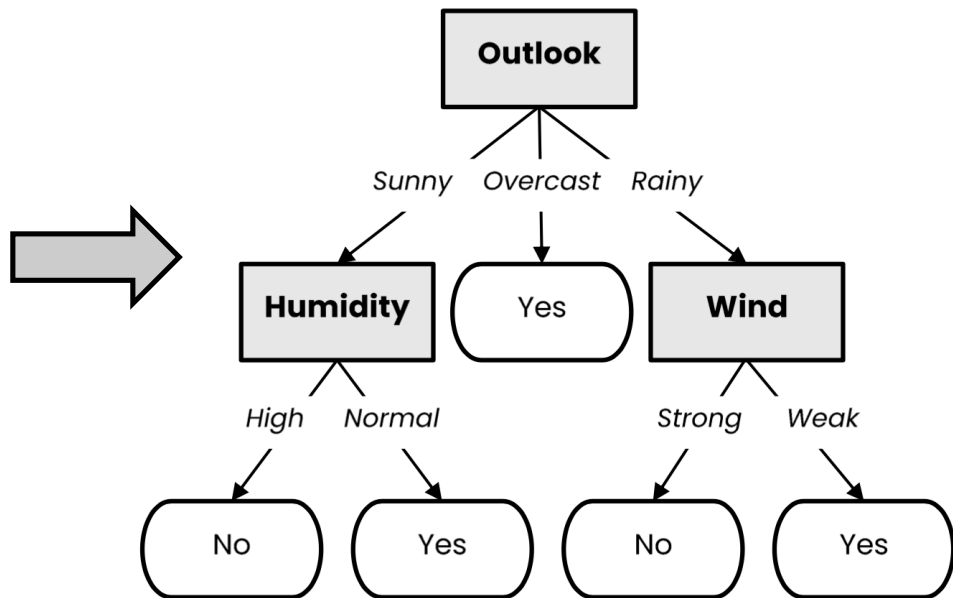 Outlook
Sunny Overcast Rainy
Humidity Yes Wind
High Normal Strong Weak
No Yes No Yes